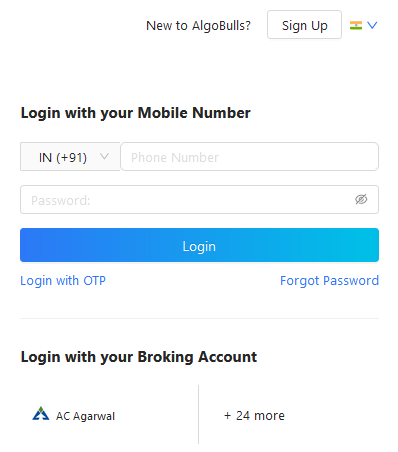 New to AlgoBulls? Sign Up
Login with your Mobile Number
IN (+91) Phone Number
Password:
Login
Login with OTP Forgot Password
Login with your Broking Account
AC Agarwal + 24 more